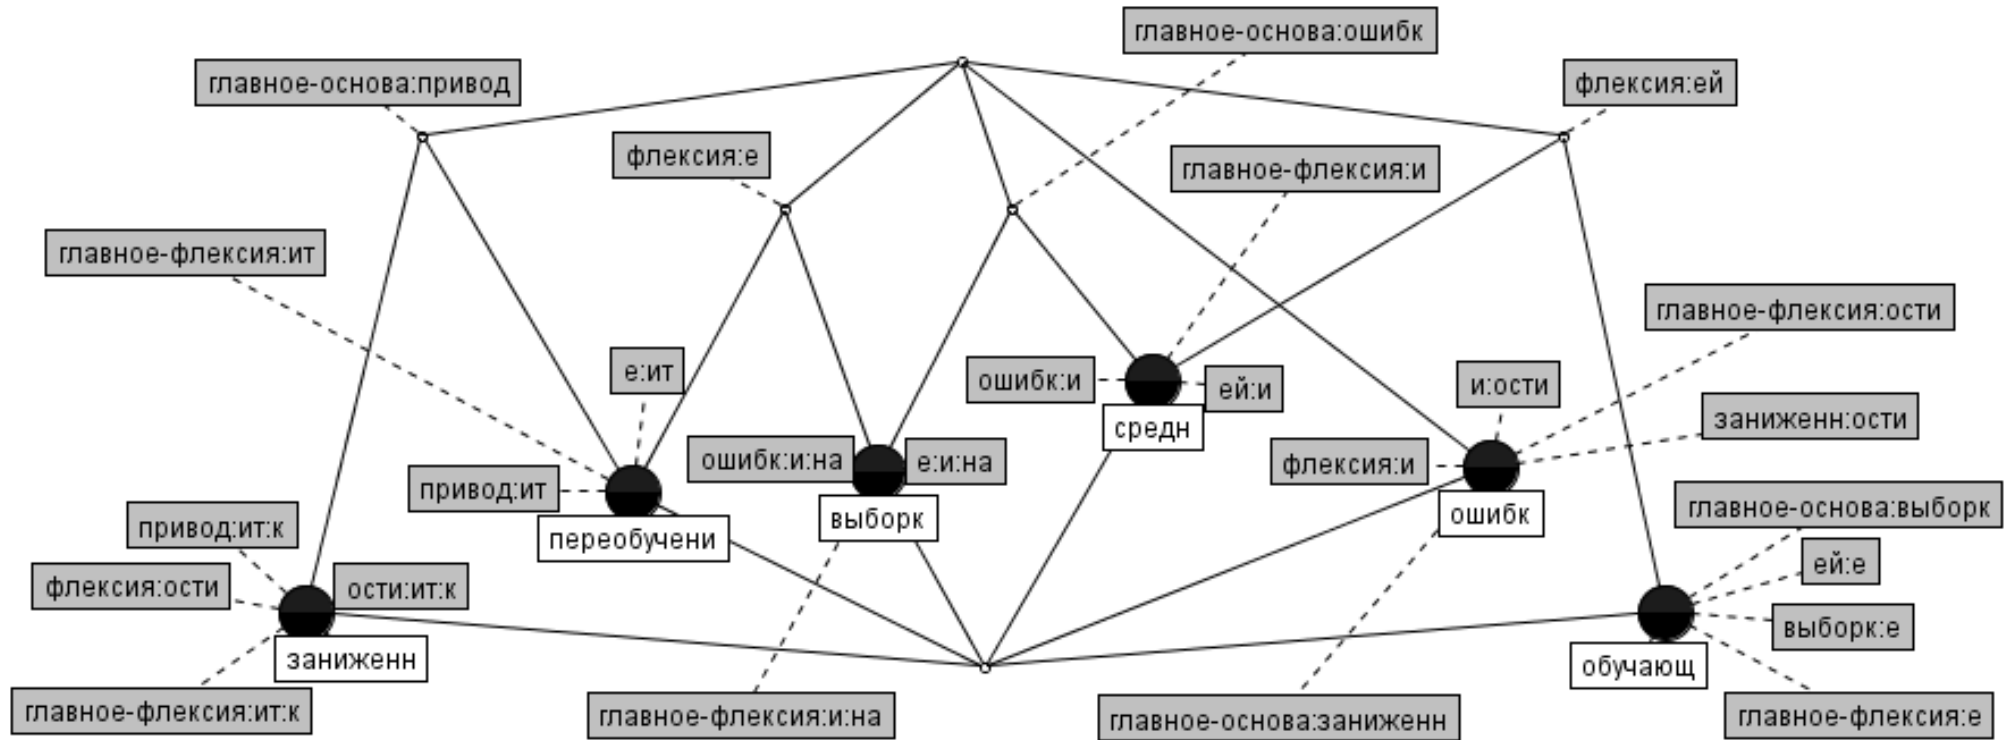 главное-основа:ошибк
главное-основа:привод
флексия:ей
флексия:е
главное-флексия:и
главное-флексия:ит
главное-флексия:ости
е:ит
ошибк:и
ей:и
и:ости
заниженн:ости
средн
ошибк:и:на
е:и:на
флексия:и
привод:ит
выборк
ошибк
главное-основа:выборк
привод:ит:к
переобучени
ей:е
флексия:ости
ости:ит:к
выборк:е
заниженн
обучающ
главное-флексия:ит:к
главное-флексия:и:на
главное-основа:заниженн
главное-флексия:е